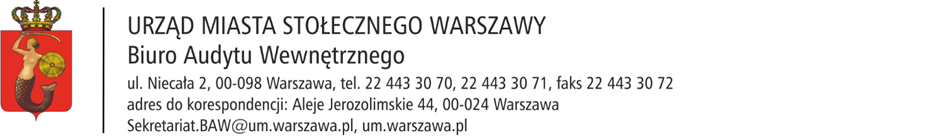 URZĄD MIASTA STOŁECZNEGO WARSZAWY
Biuro Audytu Wewnętrznego
ul. Niecała 2, 00-098 Warszawa, tel. 22 443 30 70, 22 443 30 71, faks 22 443 30 72
adres do korespondencji: Aleje Jerozolimskie 44, 00-024 Warszawa
Sekretariat.BAW@um.warszawa.pl, um.warszawa.pl